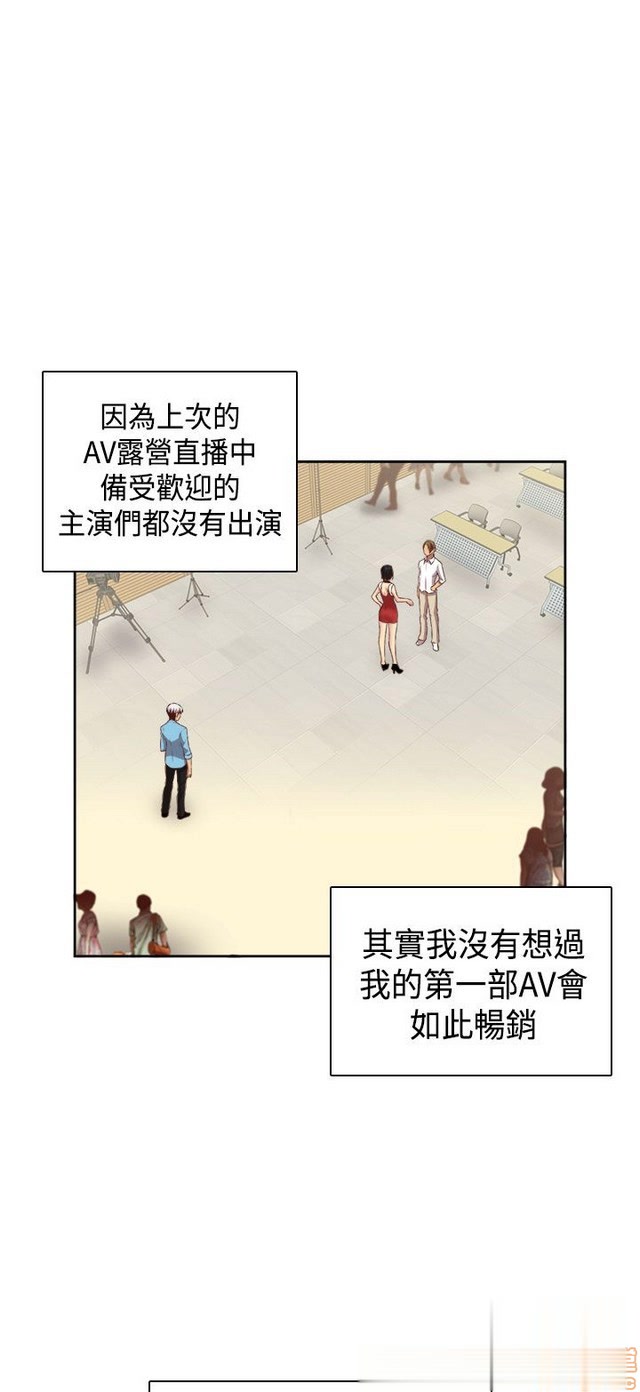 因為上次的
AV露營直播中
備受歡迎的
主演們都沒有出演
其實我沒有想過
我的第一部AV會
如此暢銷